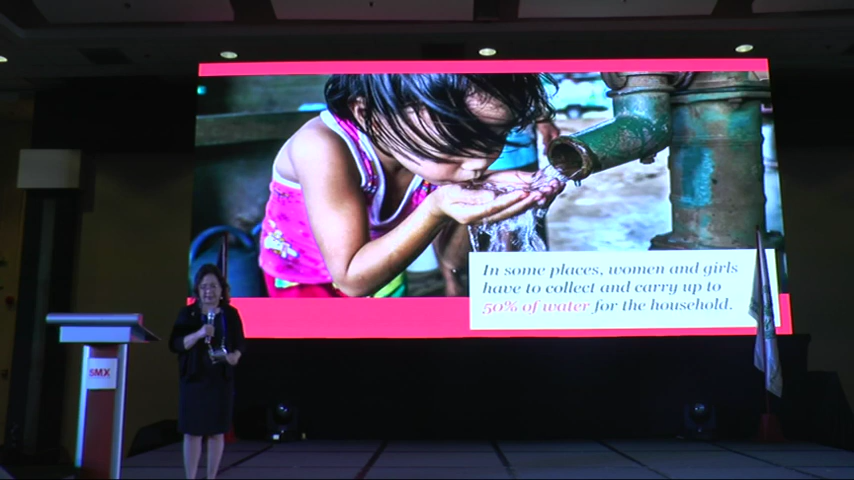 In some places, women and girls
have to collect and carry up to
50% of water for the household.
SMX